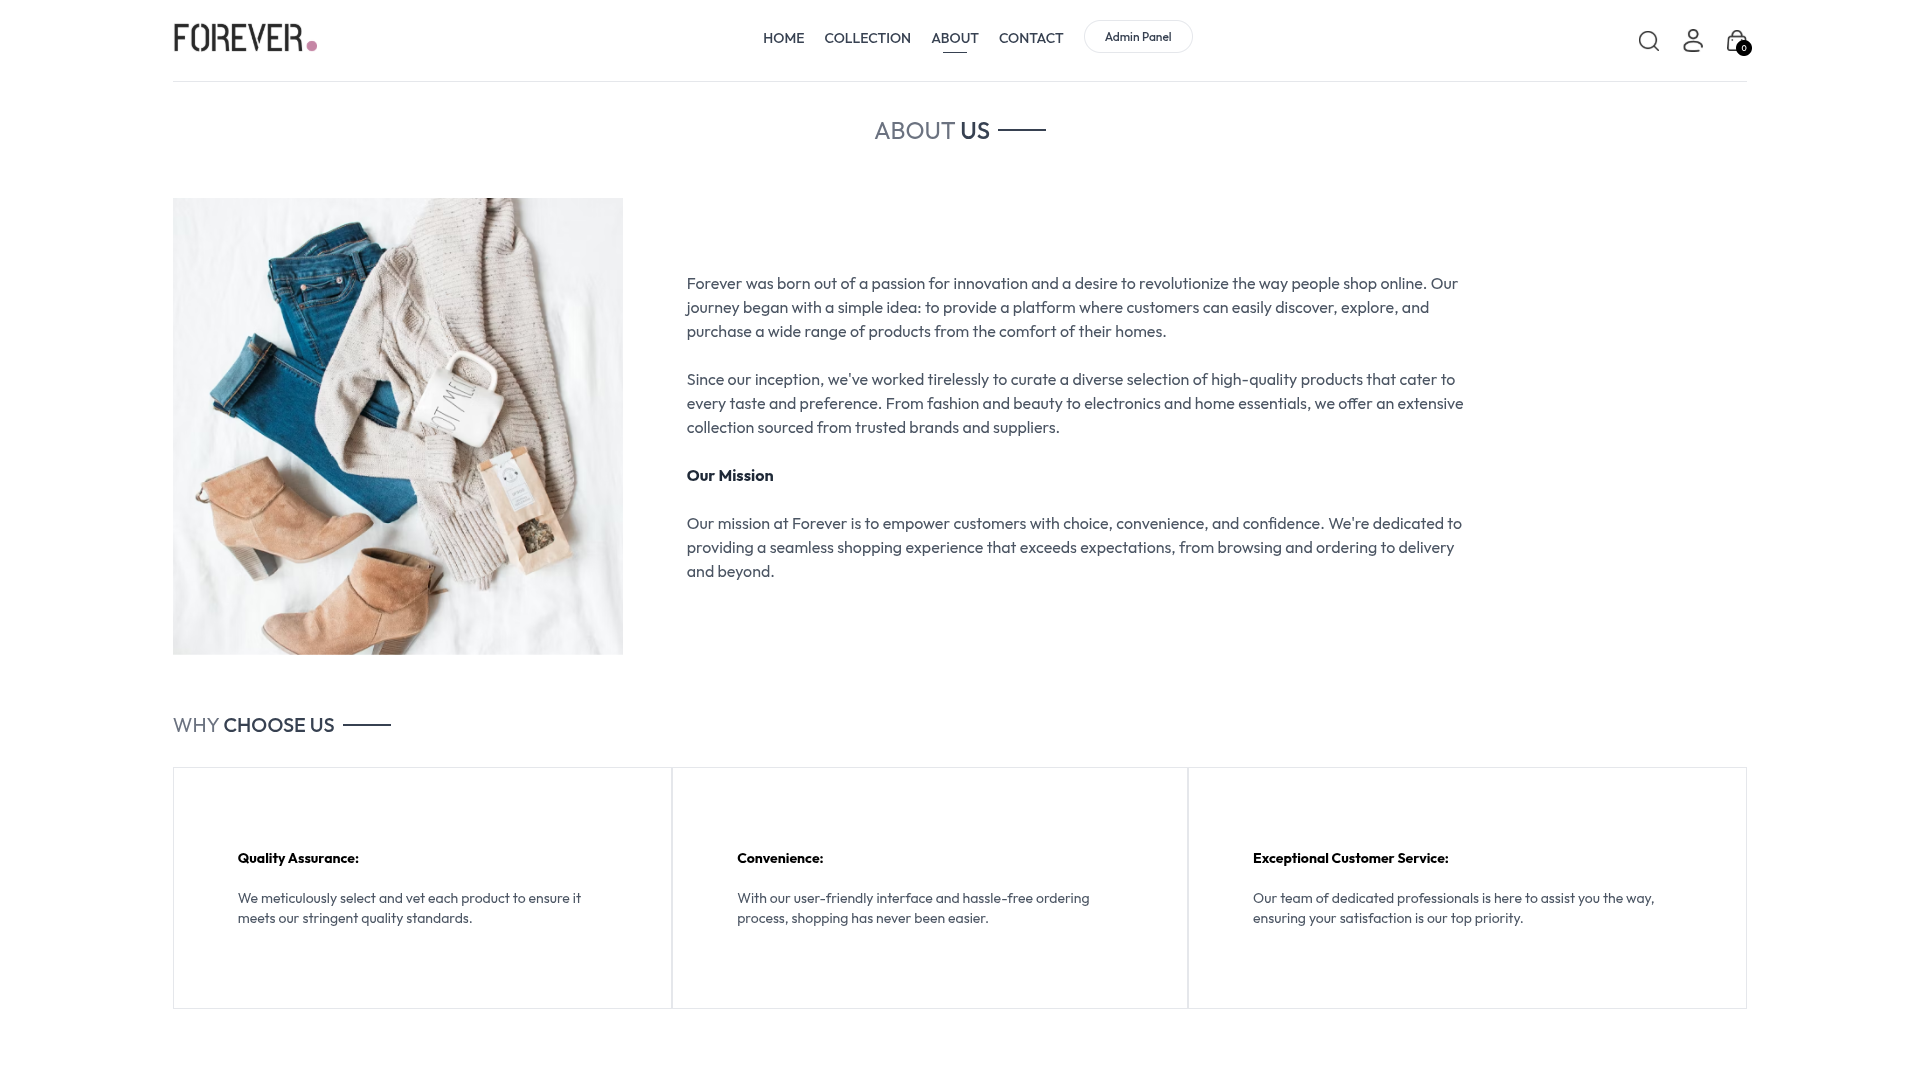 FOREVER.
HOME COLLECTION ABOUT CONTACT Admin Panel
0
ABOUT US
Forever was born out of a passion for innovation and a desire to revolutionize the way people shop online. Our
journey began with a simple idea: to provide a platform where customers can easily discover, explore, and
purchase a wide range of products from the comfort of their homes.
Since our inception, we've worked tirelessly to curate a diverse selection of high-quality products that cater to
every taste and preference. From fashion and beauty to electronics and home essentials, we offer an extensive
collection sourced from trusted brands and suppliers.
Our Mission
Our mission at Forever is to empower customers with choice, convenience, and confidence. We're dedicated to
providing a seamless shopping experience that exceeds expectations, from browsing and ordering to delivery
and beyond.
WHY CHOOSE US
Quality Assurance:
We meticulously select and vet each product to ensure it
meets our stringent quality standards.
Convenience:
With our user-friendly interface and hassle-free ordering
process, shopping has never been easier.
Exceptional Customer Service:
Our team of dedicated professionals is here to assist you the way,
ensuring your satisfaction is our top priority.